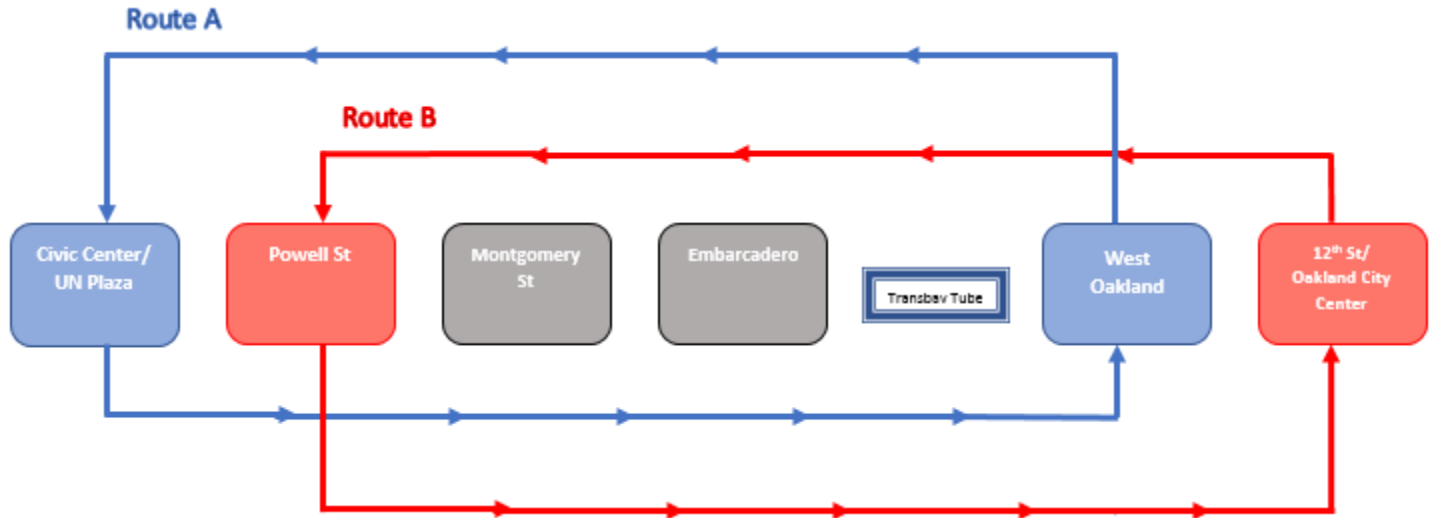 Route A
Route B
Civic Center/
UN Plaza
Powell St
Montgomery
St
Embarcadero
Transbay Tube
West
Oakland
12th St/
Oakland City
Center